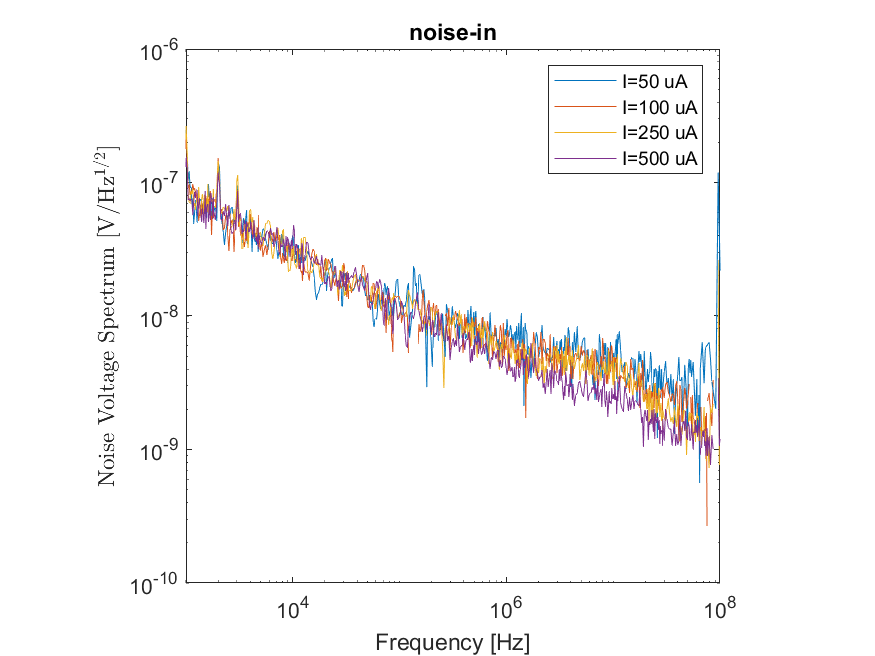 noise-in
10^-6
10^-7
10^-8
10^-9
10^-10
Noise Voltage Spectrum [V/Hz^1/2]
I=50 uA
I=100 uA
I=250 uA
I=500 uA
10^4
10^6
10^8
Frequency [Hz]